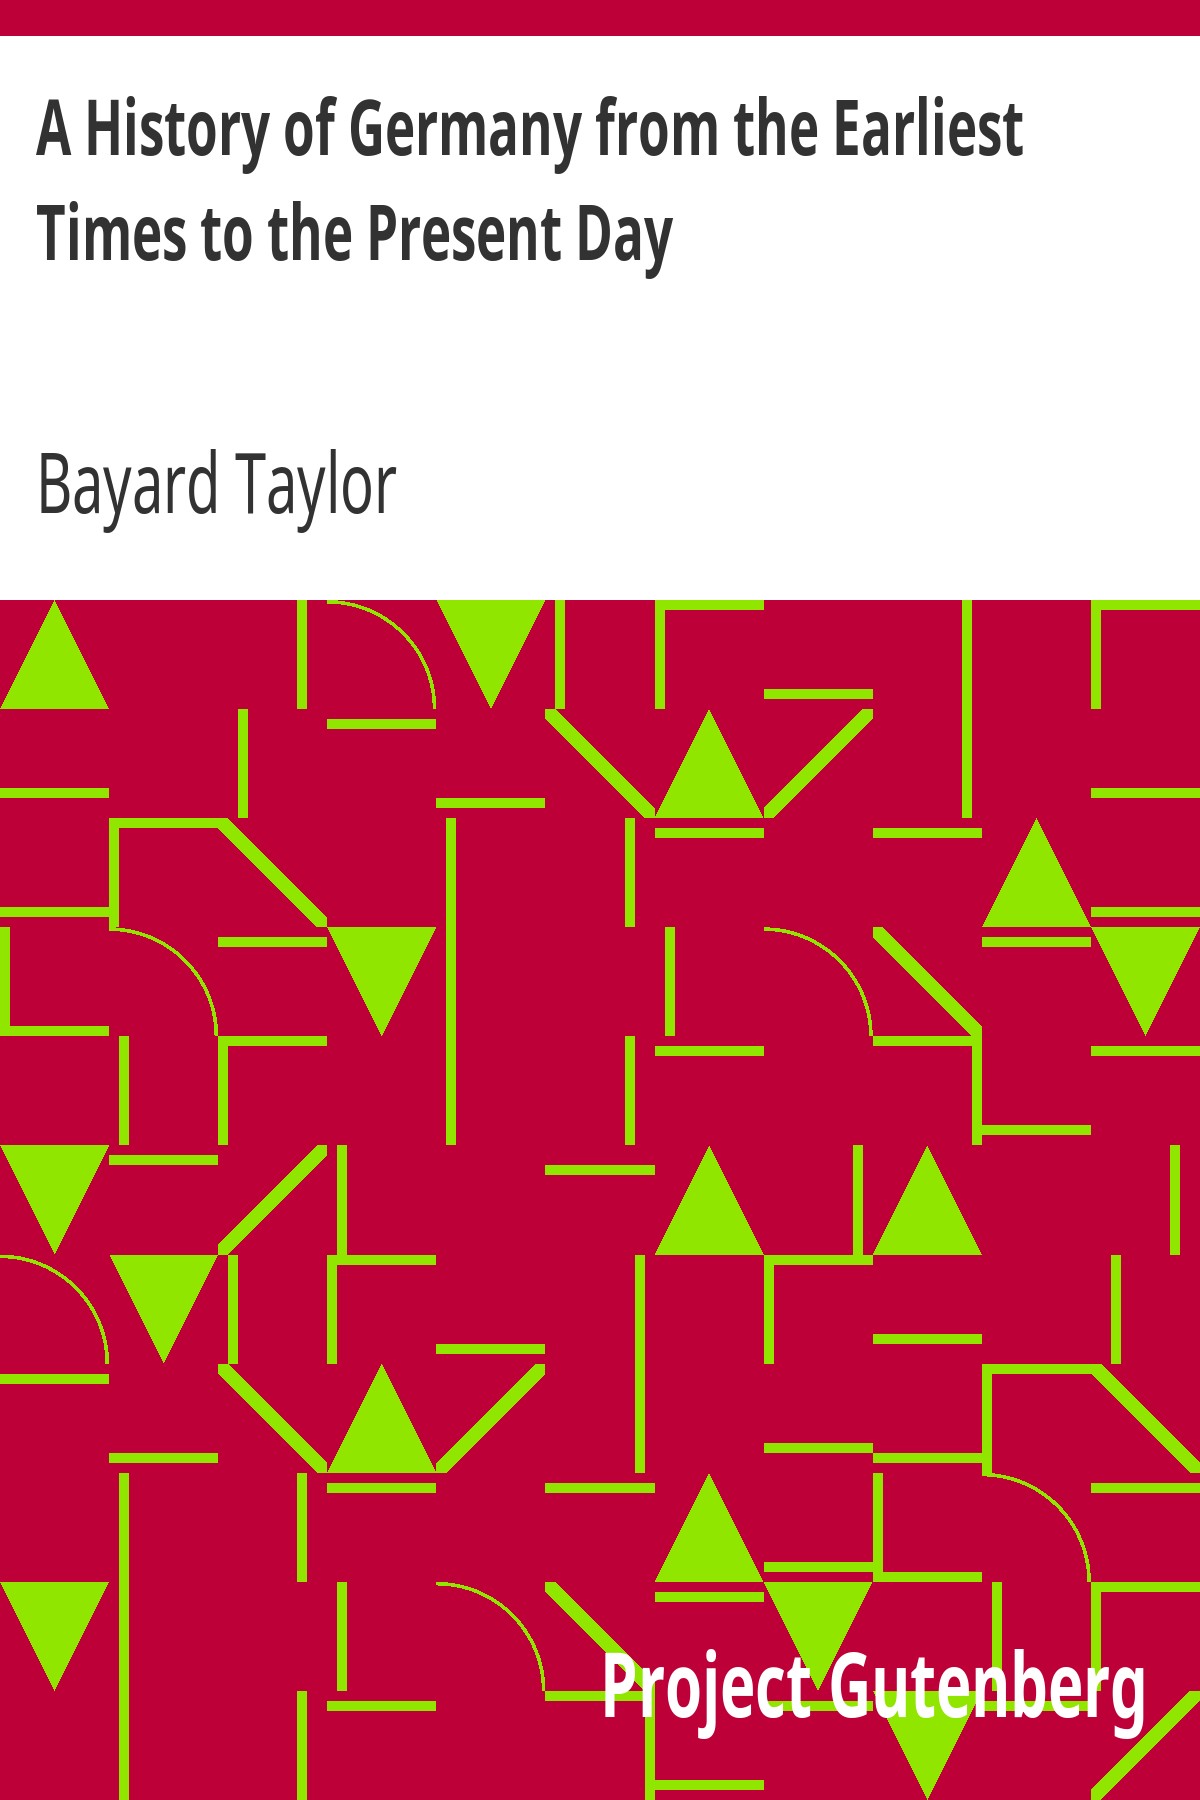 A History of Germany from the Earliest
Times to the Present Day
Bayard Taylor
Project Gutenberg